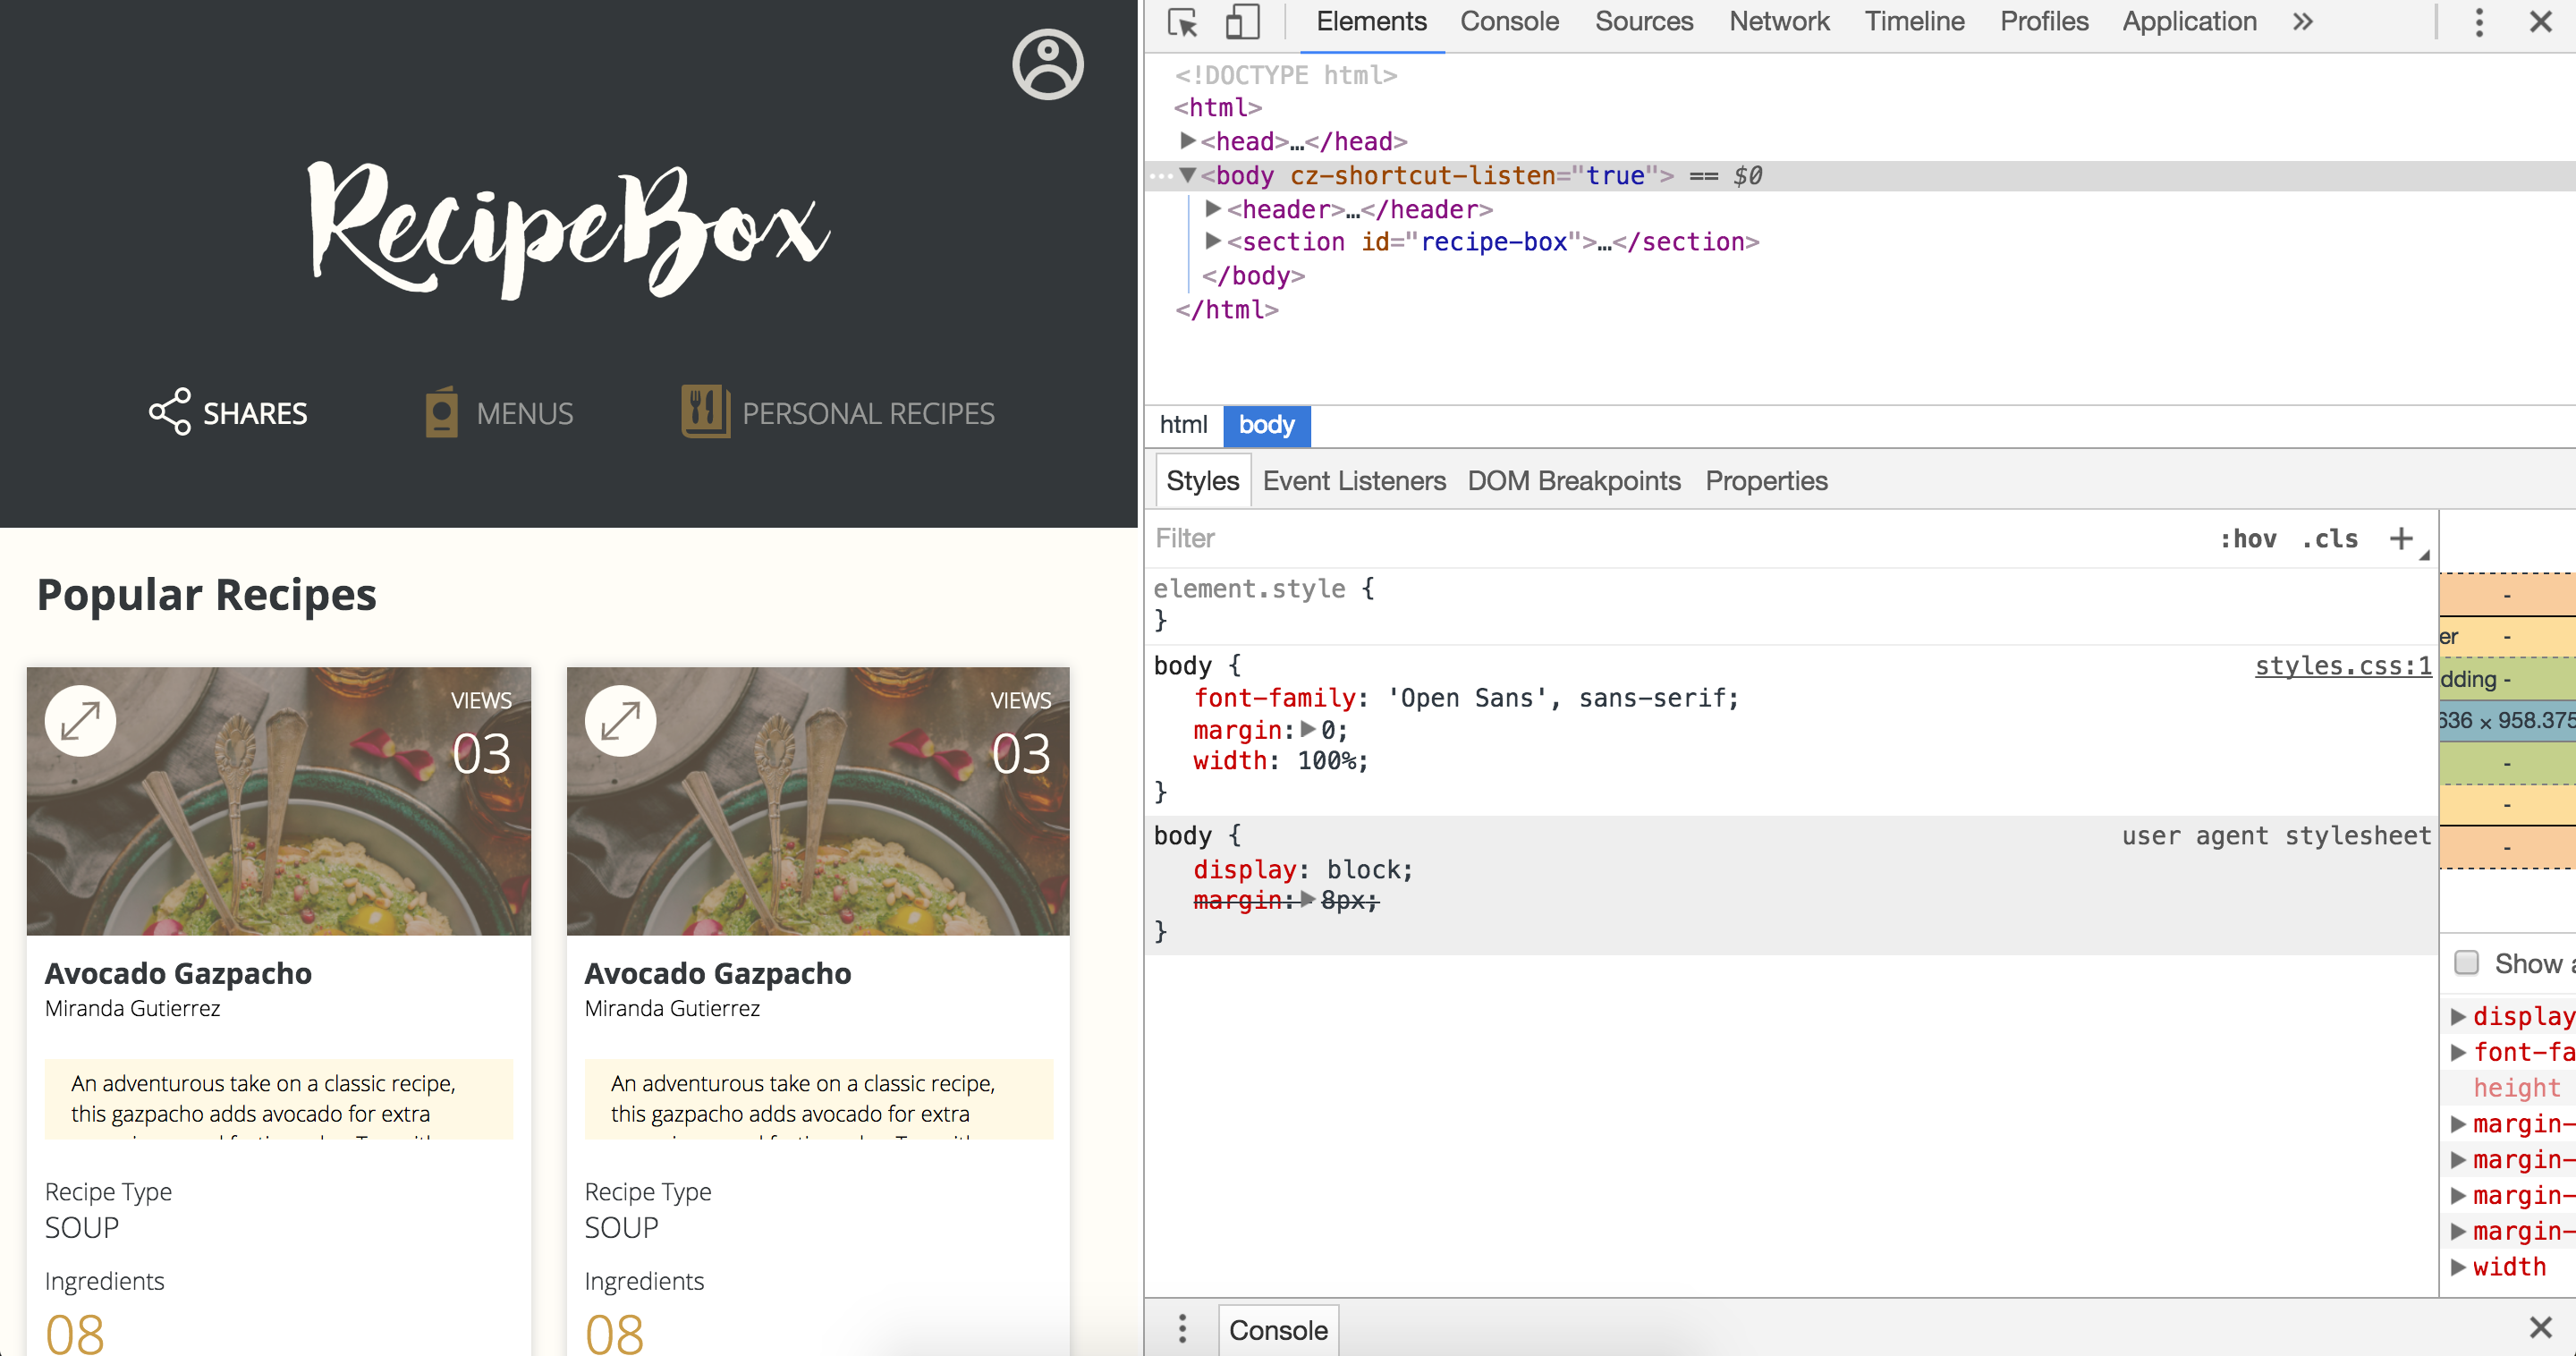 RecipeBox
SHARES
MENUS
PERSONAL RECIPES
Popular Recipes
VIEWS
03
Avocado Gazpacho
Miranda Gutierrez
An adventurous take on a classic recipe,
this gazpacho adds avocado for extra
Recipe Type
SOUP
Ingredients
08
VIEWS
03
Avocado Gazpacho
Miranda Gutierrez
An adventurous take on a classic recipe,
this gazpacho adds avocado for extra
Recipe Type
SOUP
Ingredients
08
Elements Console Sources Network Timeline Profiles Application »
<!DOCTYPE html>
<html>
<head>…</head>
<body cz-shortcut-listen="true"> == $0
<header>…</header>
<section id="recipe-box">…</section>
</body>
</html>
html body
Styles Event Listeners DOM Breakpoints Properties
Filter :hov .cls +
element.style {
}
body { styles.css:1
font-family: 'Open Sans', sans-serif;
margin: 0;
width: 100%;
}
body { user agent stylesheet
display: block;
margin: 8px;
}
-
er -
dding -
636 × 958.375
-
-
-
Show a
display
font-fa
height
margin-
margin-
margin-
margin-
width
Console